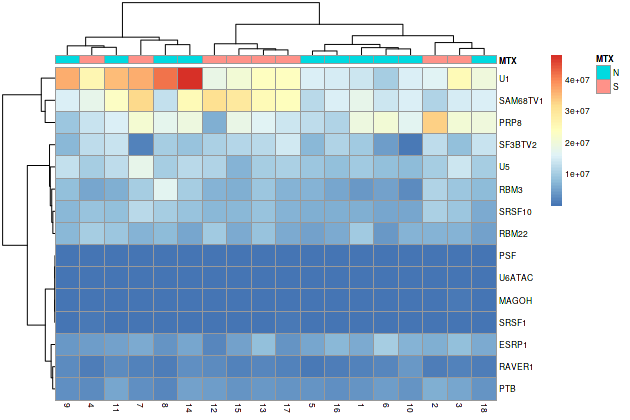 MTX
U1
SAM68TV1
PRP8
SF3BTV2
U5
RBM3
SRSF10
RBM22
PSF
U6ATAC
MAGOH
SRSF1
ESRP1
RAVER1
PTB
9 4 11 7 8 14 12 15 13 17 5 16 1 6 10 2 3 18
4e+07
3e+07
2e+07
1e+07
MTX
N
S